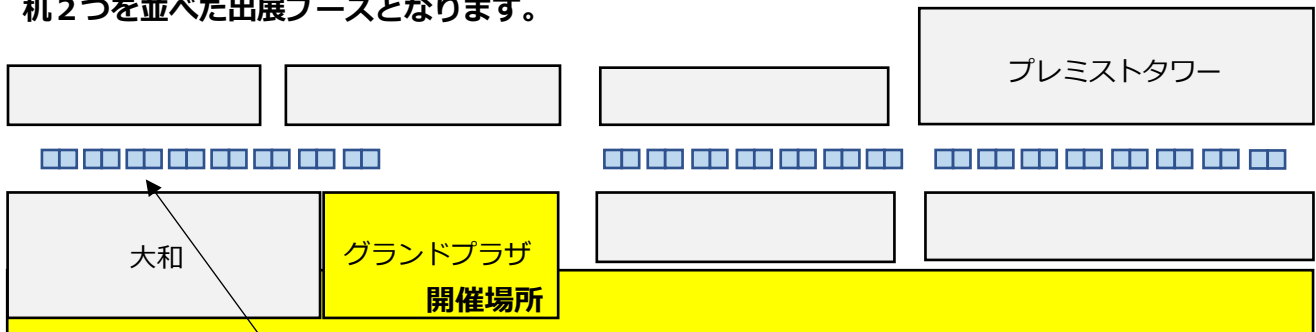 机２つを並べた出展ブースとなります。
プレミストタワー
大和
グランドプラザ
開催場所